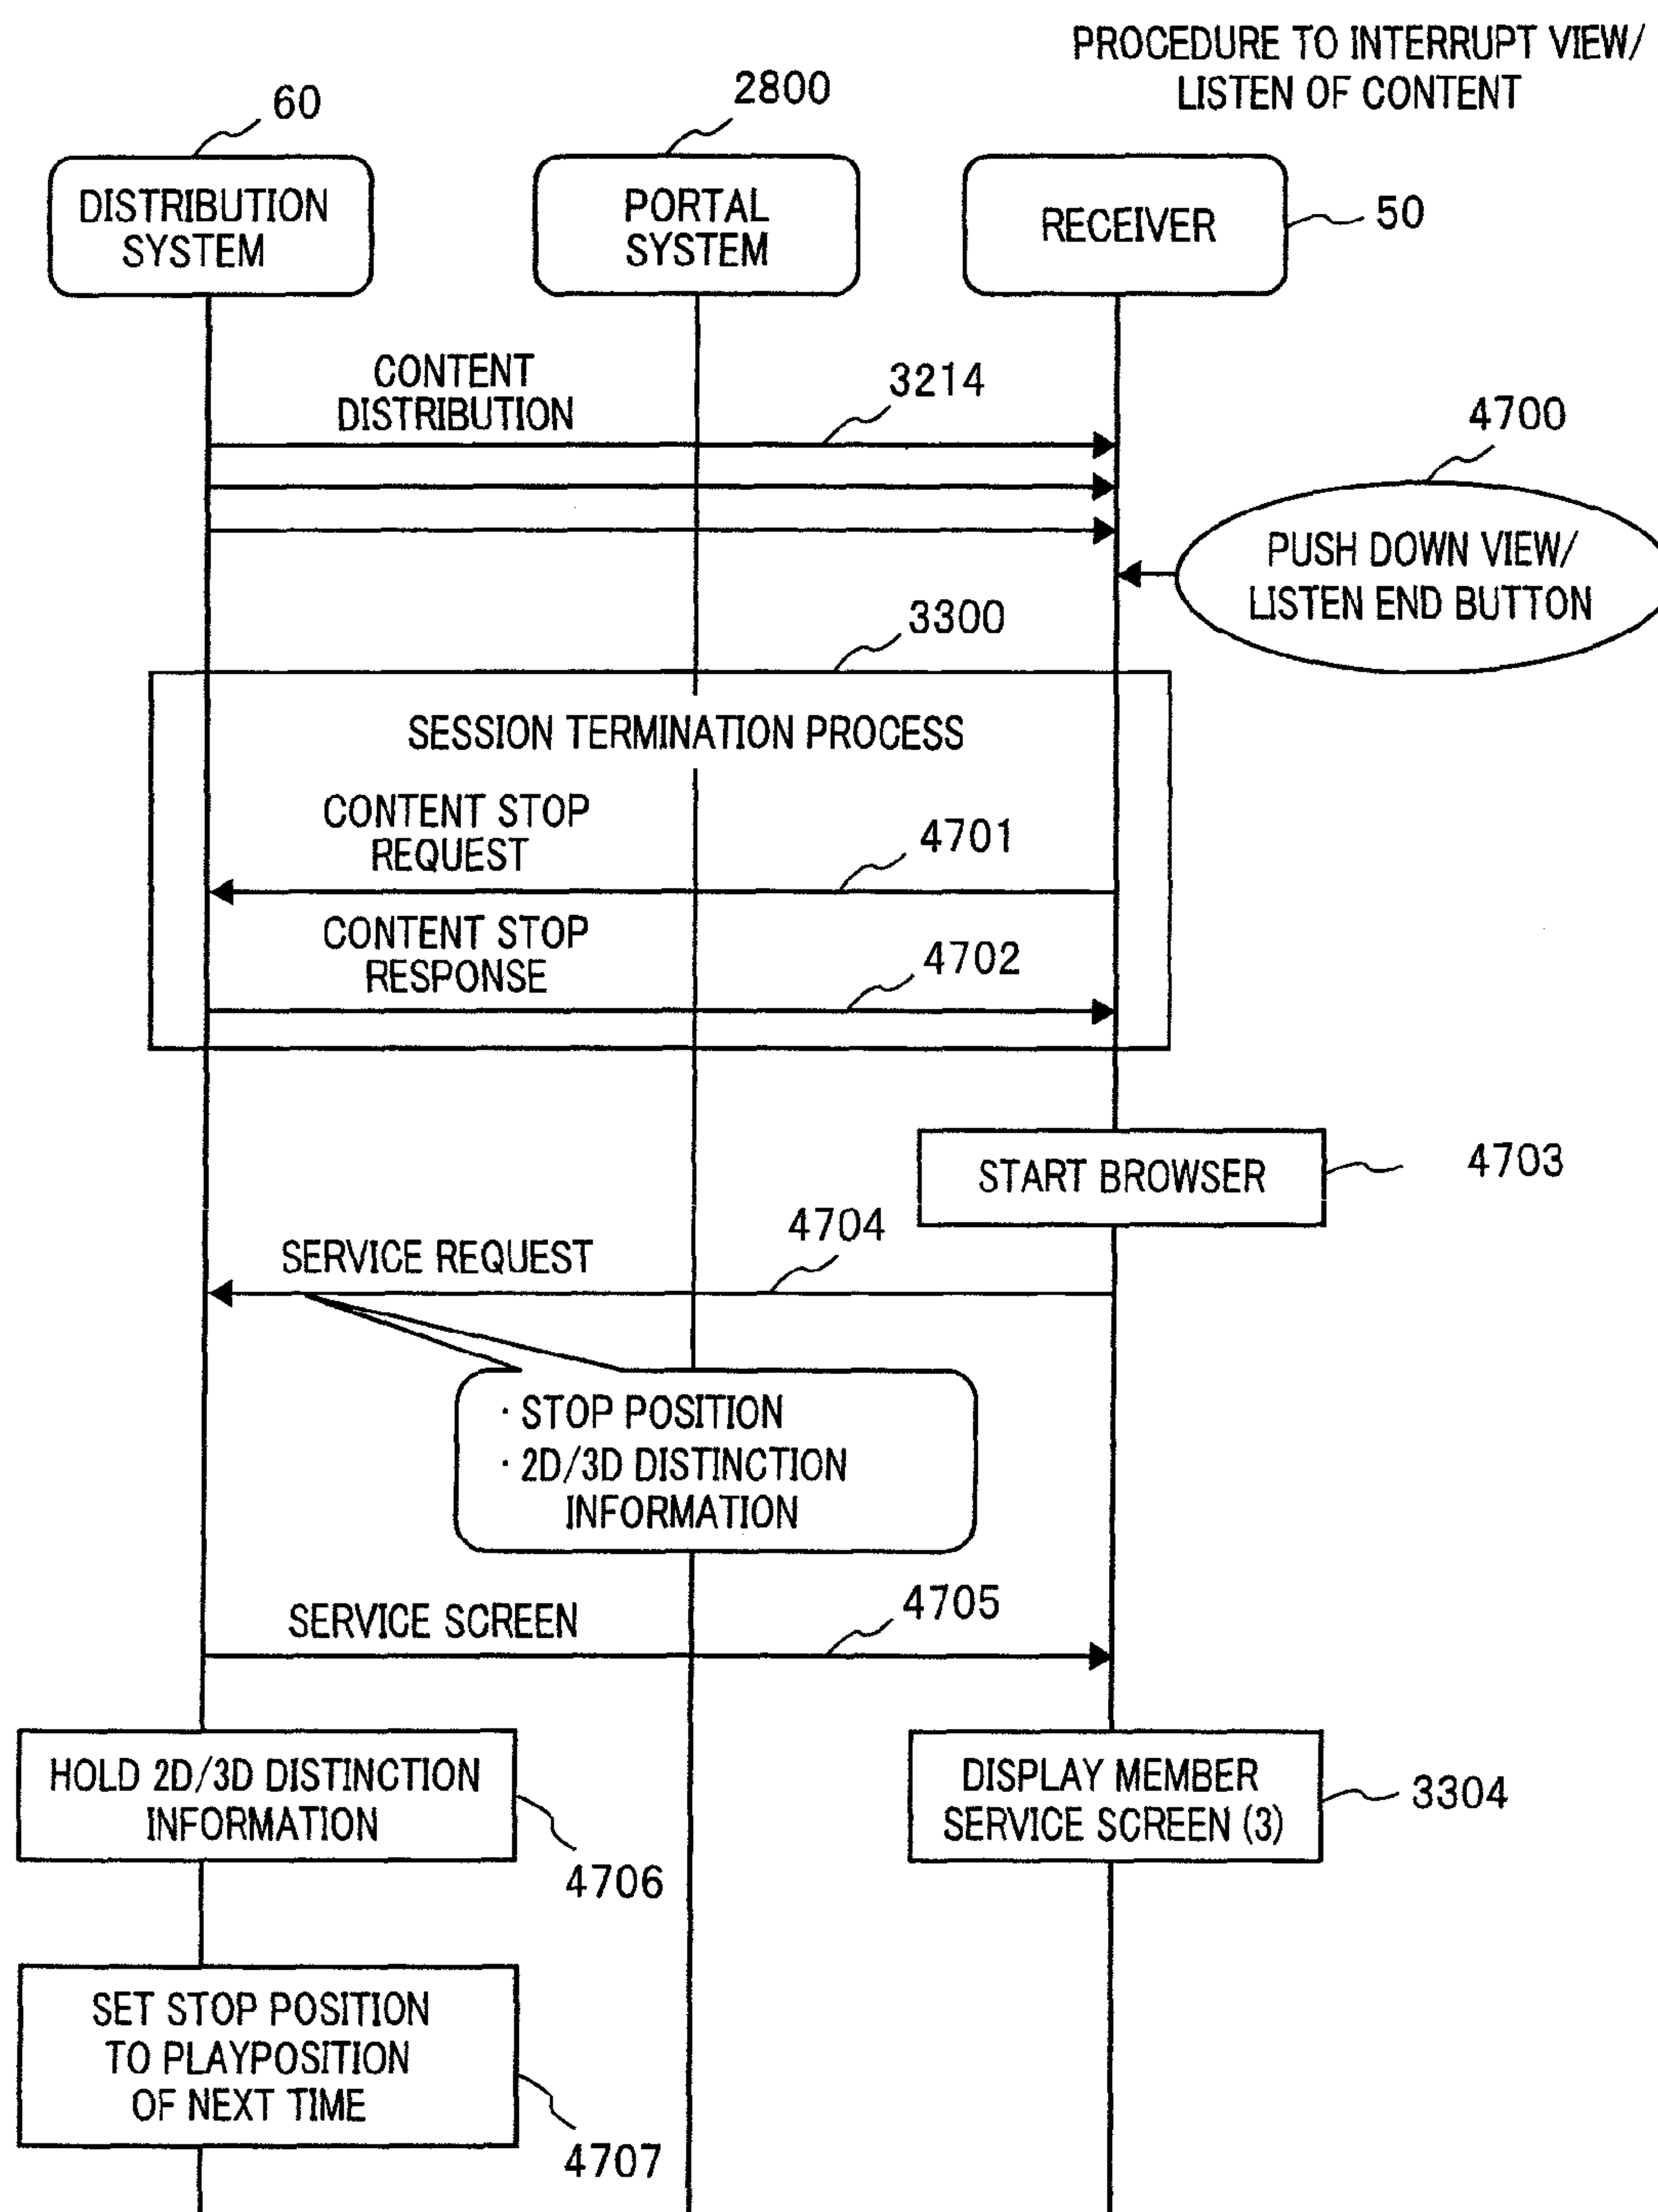 PROCEDURE TO INTERRUPT VIEW/
LISTEN OF CONTENT
60
2800
DISTRIBUTION
SYSTEM
PORTAL
SYSTEM
RECEIVER
50
CONTENT
DISTRIBUTION
3214
4700
PUSH DOWN VIEW/
LISTEN END BUTTON
3300
SESSION TERMINATION PROCESS
CONTENT STOP
REQUEST
4701
CONTENT STOP
RESPONSE
4702
START BROWSER
4703
SERVICE REQUEST
4704
· STOP POSITION
· 2D/3D DISTINCTION
INFORMATION
SERVICE SCREEN
4705
HOLD 2D/3D DISTINCTION
INFORMATION
4706
DISPLAY MEMBER
SERVICE SCREEN (3)
3304
SET STOP POSITION
TO PLAYPOSITION
OF NEXT TIME
4707